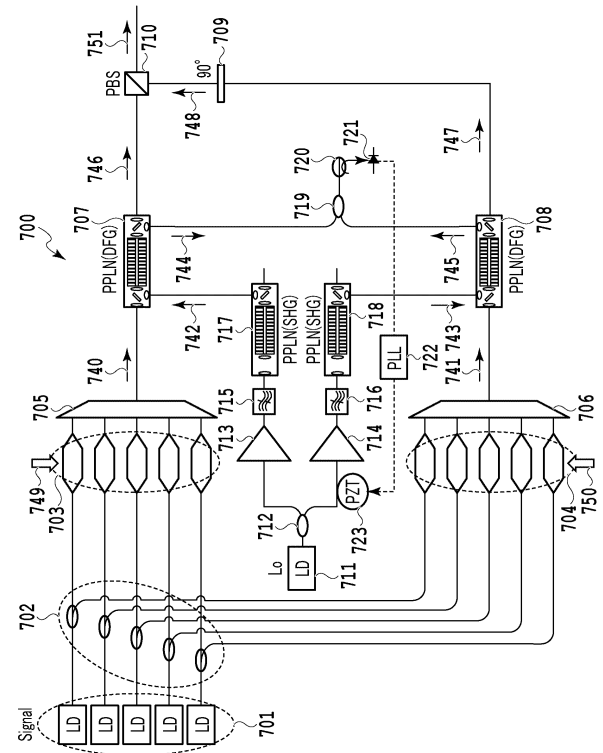 700
751
710
PBS
709
90°
748
746
707
PPLN(DFG)
744
742
740
705
749
703
702
Signal
LD
LD
LD
LD
LD
701
720
721
719
747
708
PPLN(DFG)
745
743
741
717
PPLN(SHG)
PPLN(SHG)
718
715
716
713
714
PLL
722
712
PZT
723
Lo
LD
711
706
704
750